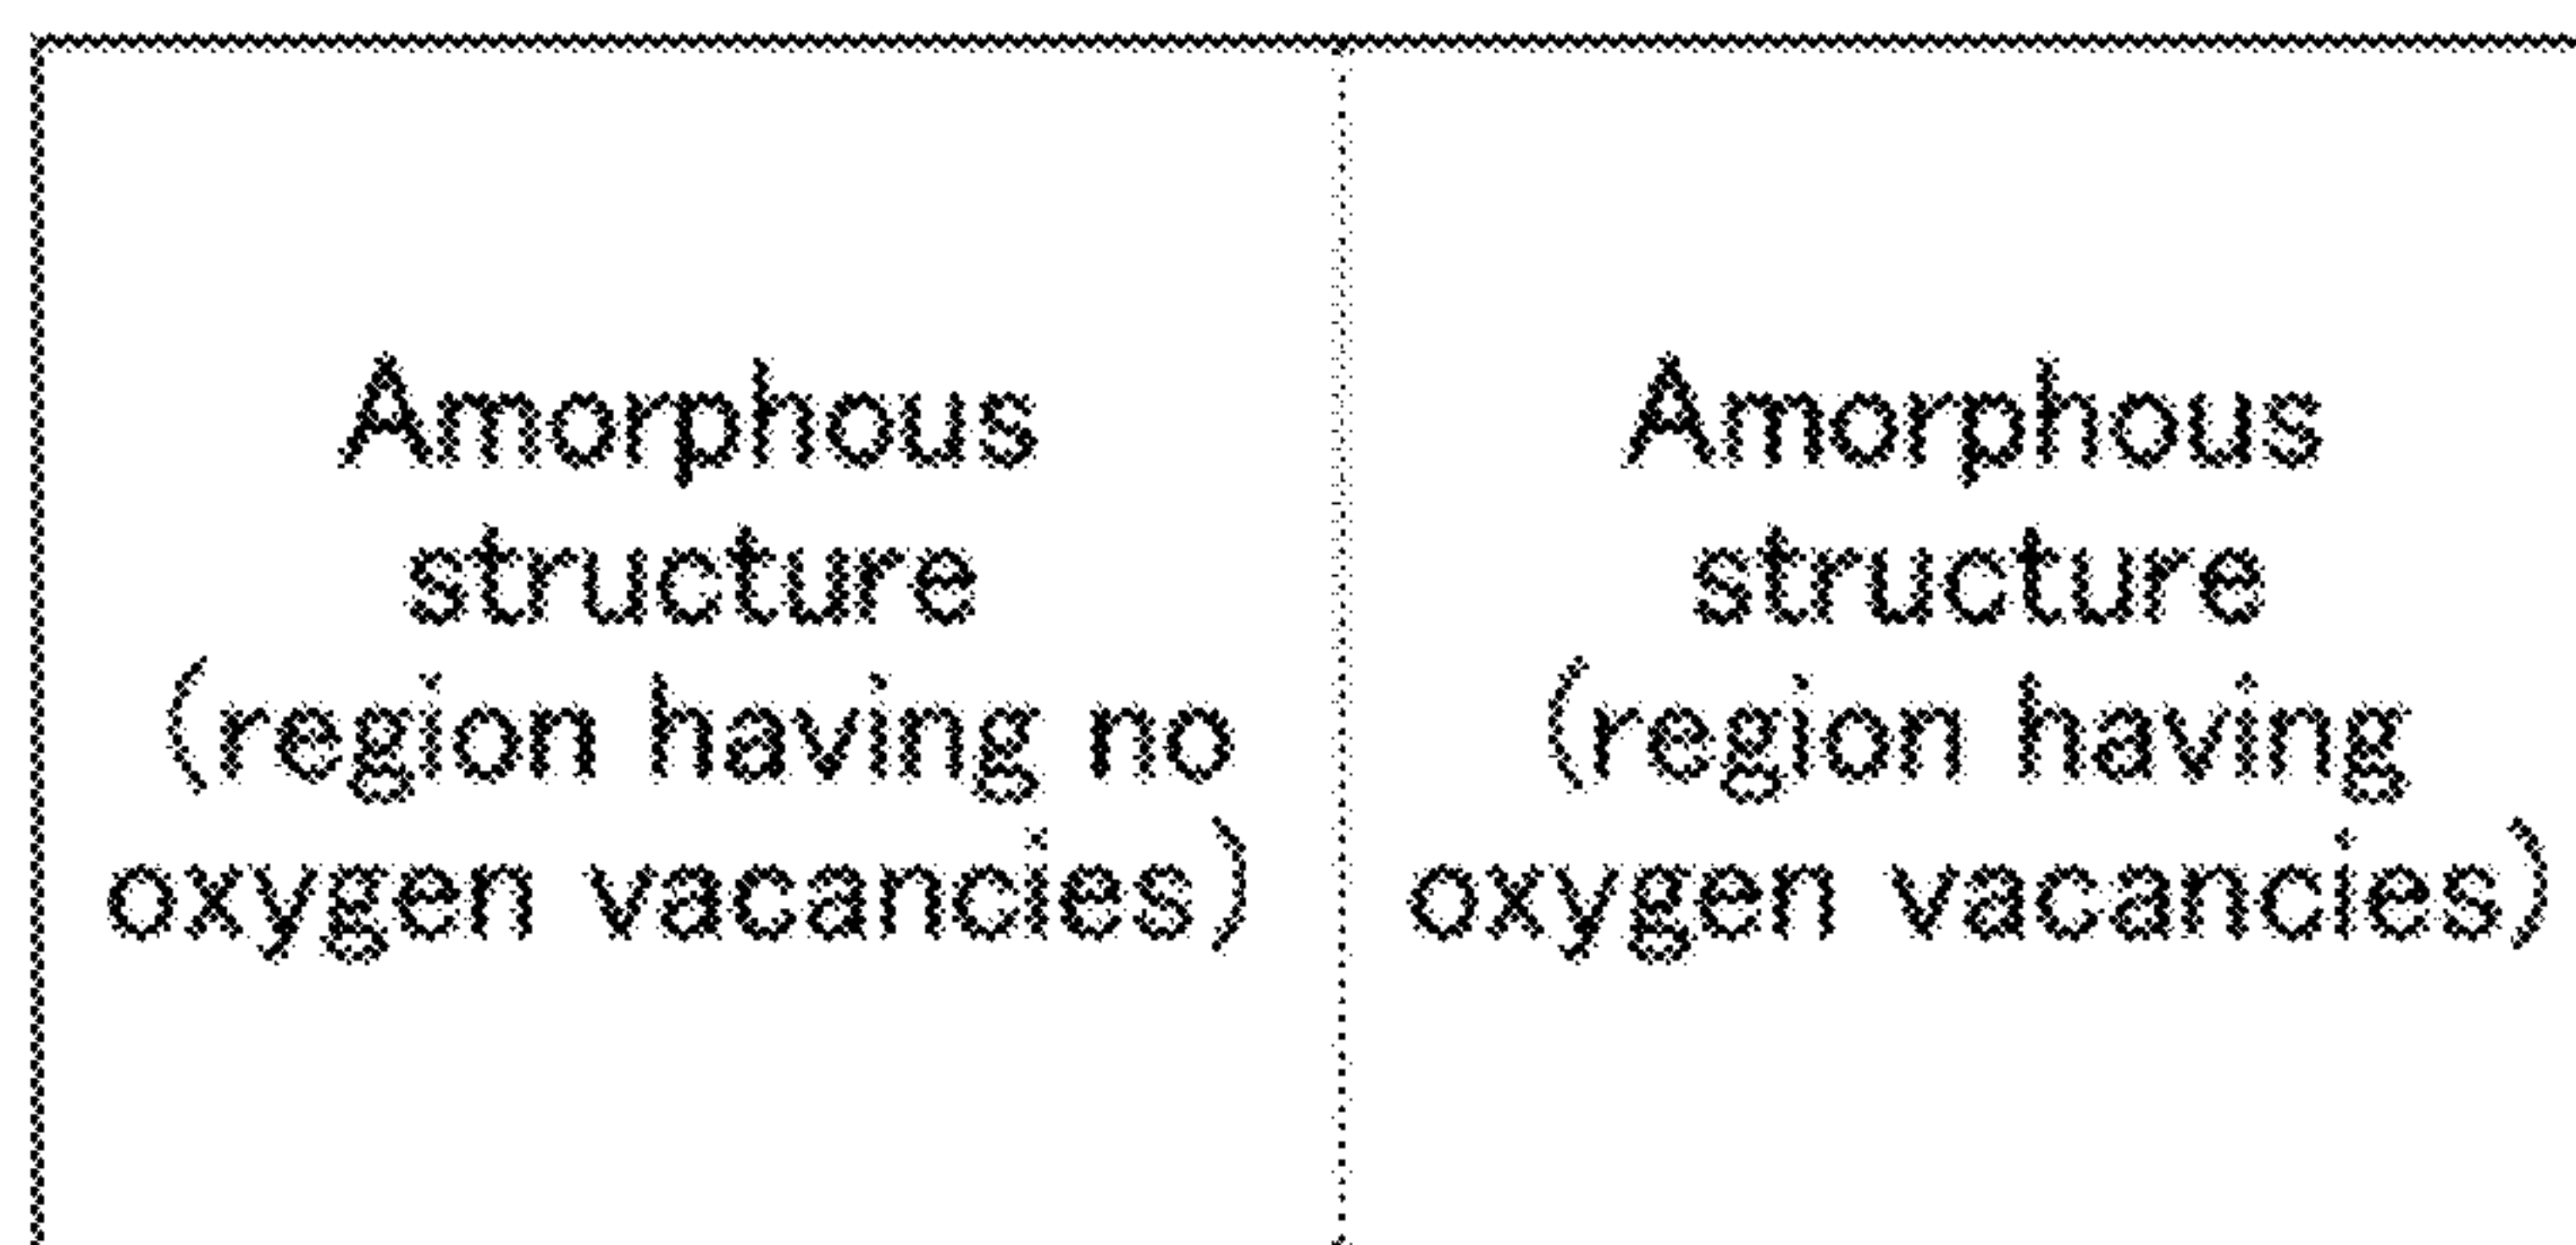 Amorphous
structure
(region having no
oxygen vacancies)
Amorphous
structure
(region having
oxygen vacancies)